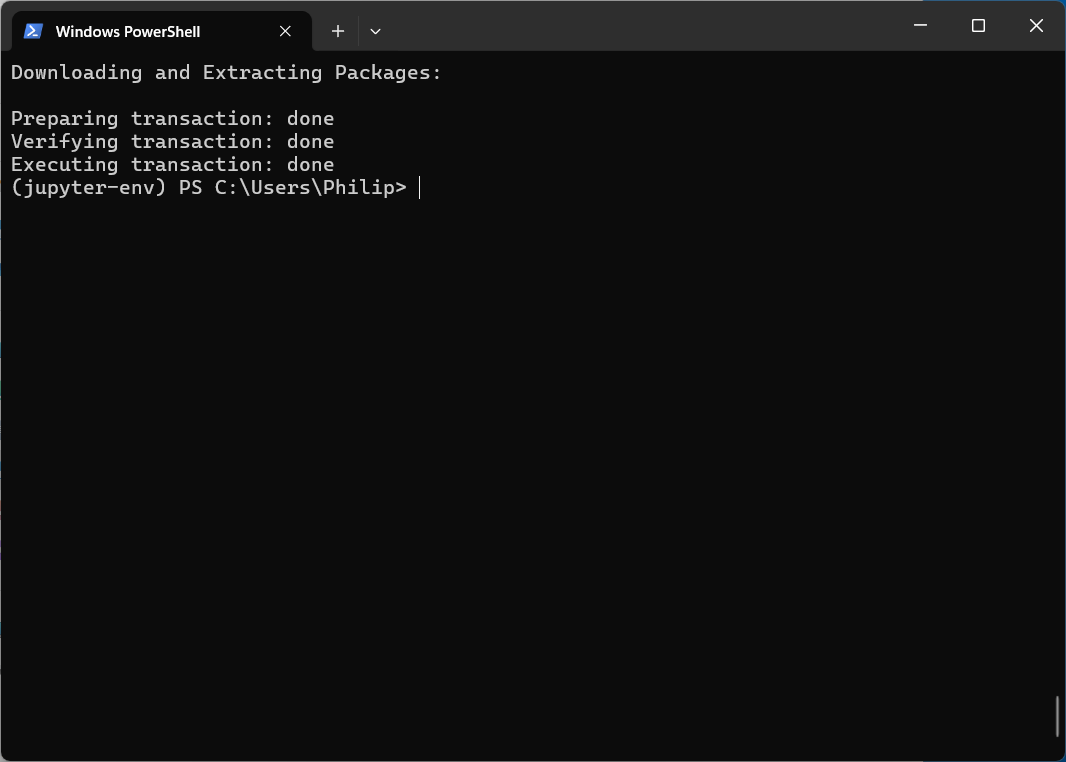 Windows PowerShell
Downloading and Extracting Packages:
Preparing transaction: done
Verifying transaction: done
Executing transaction: done
(jupyter-env) PS C:\Users\Philip>